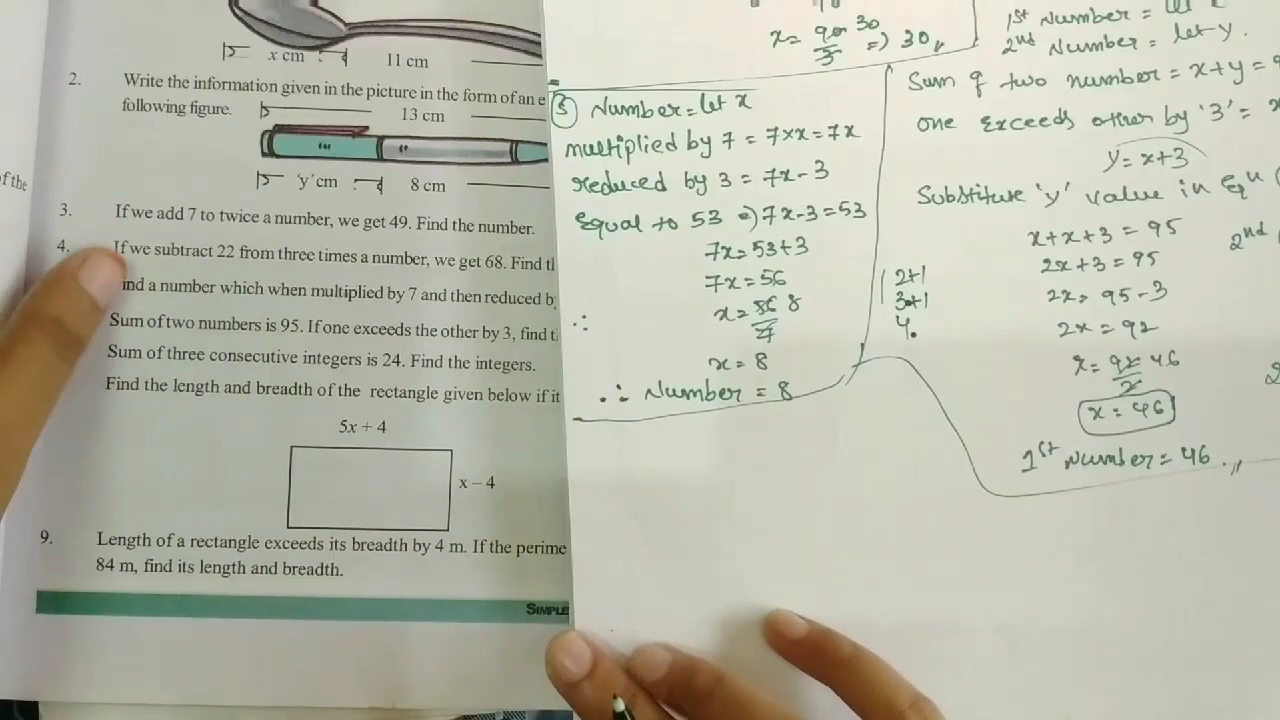 x cm
11 cm
2. Write the information given in the picture in the form of an e
following figure.
13 cm
'y' cm
8 cm
3. If we add 7 to twice a number, we get 49. Find the number.
4. If we subtract 22 from three times a number, we get 68. Find
ind a number which when multiplied by 7 and then reduced b
Sum of two numbers is 95. If one exceeds the other by 3, find
Sum of three consecutive integers is 24. Find the integers.
Find the length and breadth of the rectangle given below if it
5x + 4
x – 4
9. Length of a rectangle exceeds its breadth by 4 m. If the perime
84 m, find its length and breadth.
SIMPLE
of the
=) 30,,
5 Number = let x
multiplied by 7 = 7×x = 7x
reduced by 3 = 7x-3
Equal to 53 =) 7x-3=53
7x = 53+3
7x = 56
x = 56 8
7
x = 8
∴ Number = 8
2+1
3+1
4.
1st Number = let
2nd Number = let y.
Sum of two number = x+y =
one exceeds other by '3' =
y = x+3
Substitute 'y' value in Equ
x+x+3 = 95
2x+3 = 95
2x = 95-3
2x = 92
x = 92 46
2
x = 46
1st Number = 46.,,
2nd